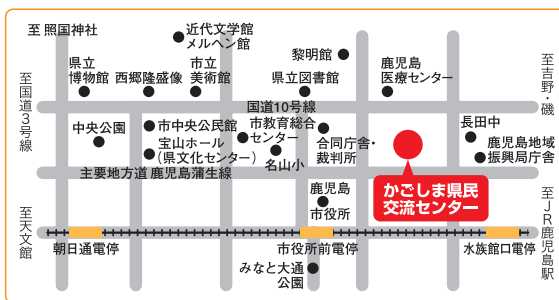 至 照国神社
近代文学館
メルヘン館
黎明館
県立
博物館
西郷隆盛像
市立
美術館
県立図書館
鹿児島
医療センター
至吉野・磯
至国道3号線
国道10号線
中央公園
市中央公民館
宝山ホール
(県文化センター)
市教育総合
センター
名山小
合同庁舎・
裁判所
長田中
鹿児島地域
振興局庁舎
主要地方道 鹿児島蒲生線
かごしま県民
交流センター
鹿児島
市役所
至天文館
至JR鹿児島駅
朝日通電停
市役所前電停
水族館口電停
みなと大通
公園